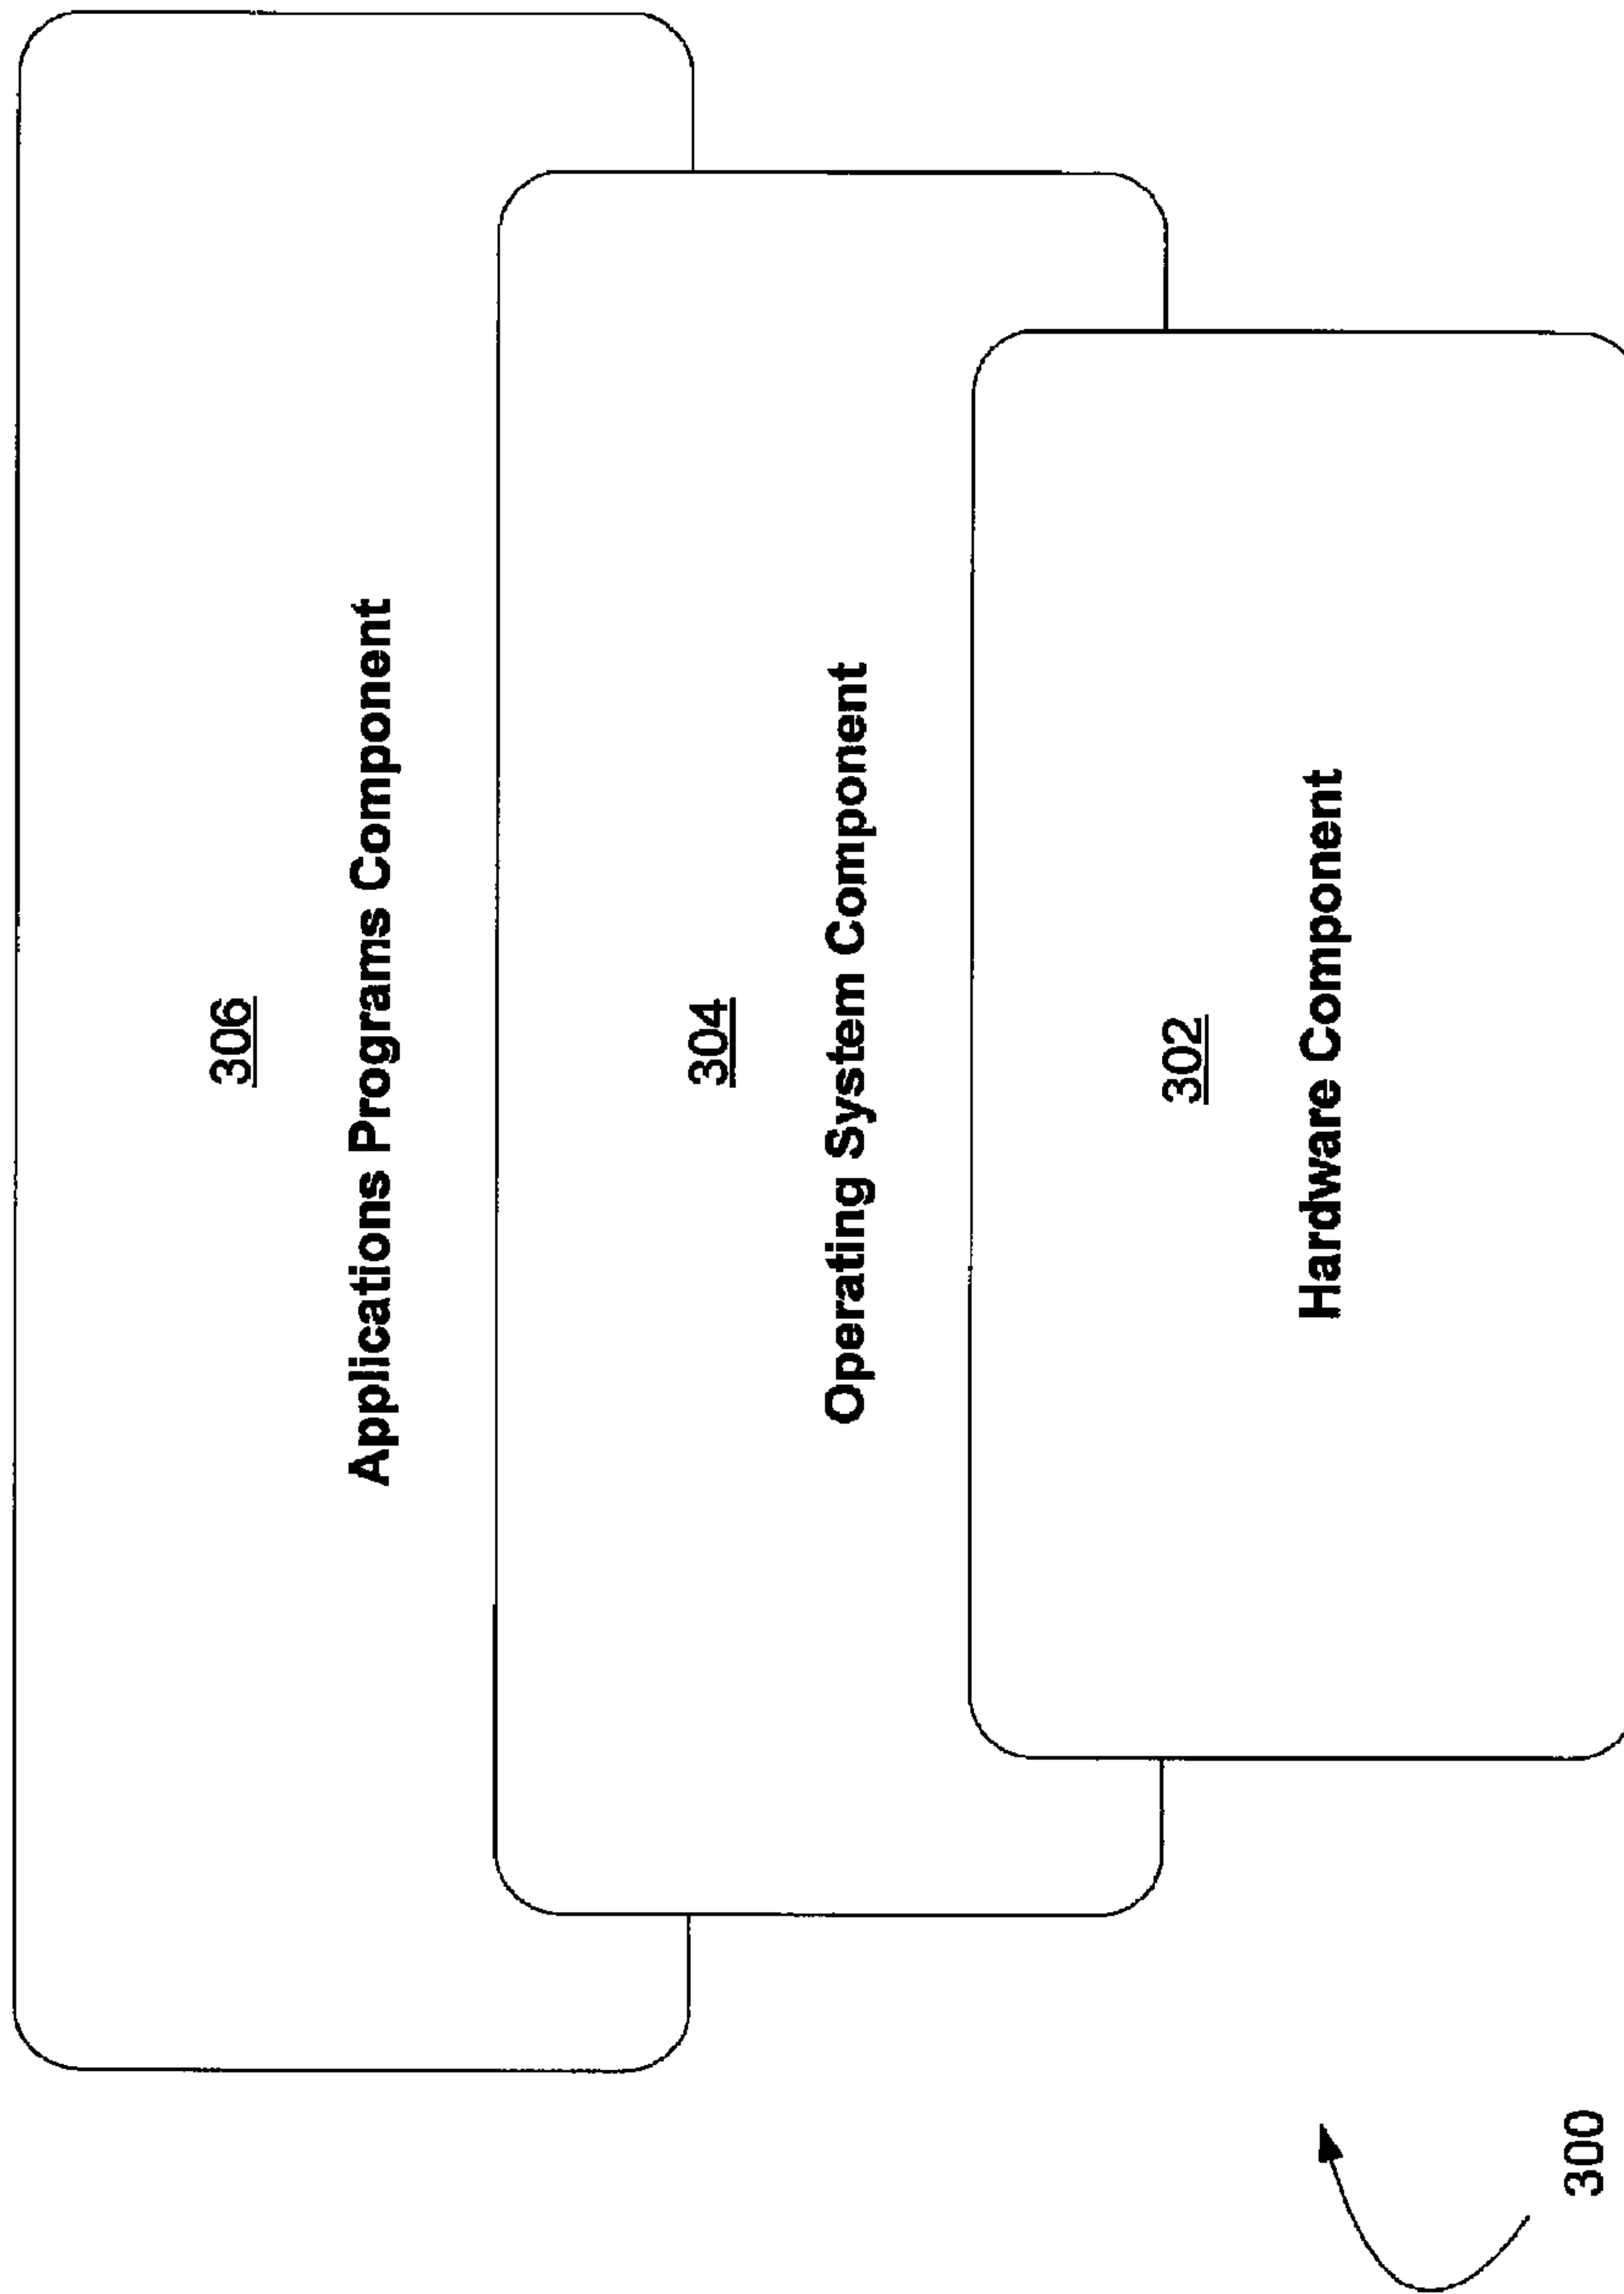 306
Applications Programs Component
304
Operating System Component
302
Hardware Component
300